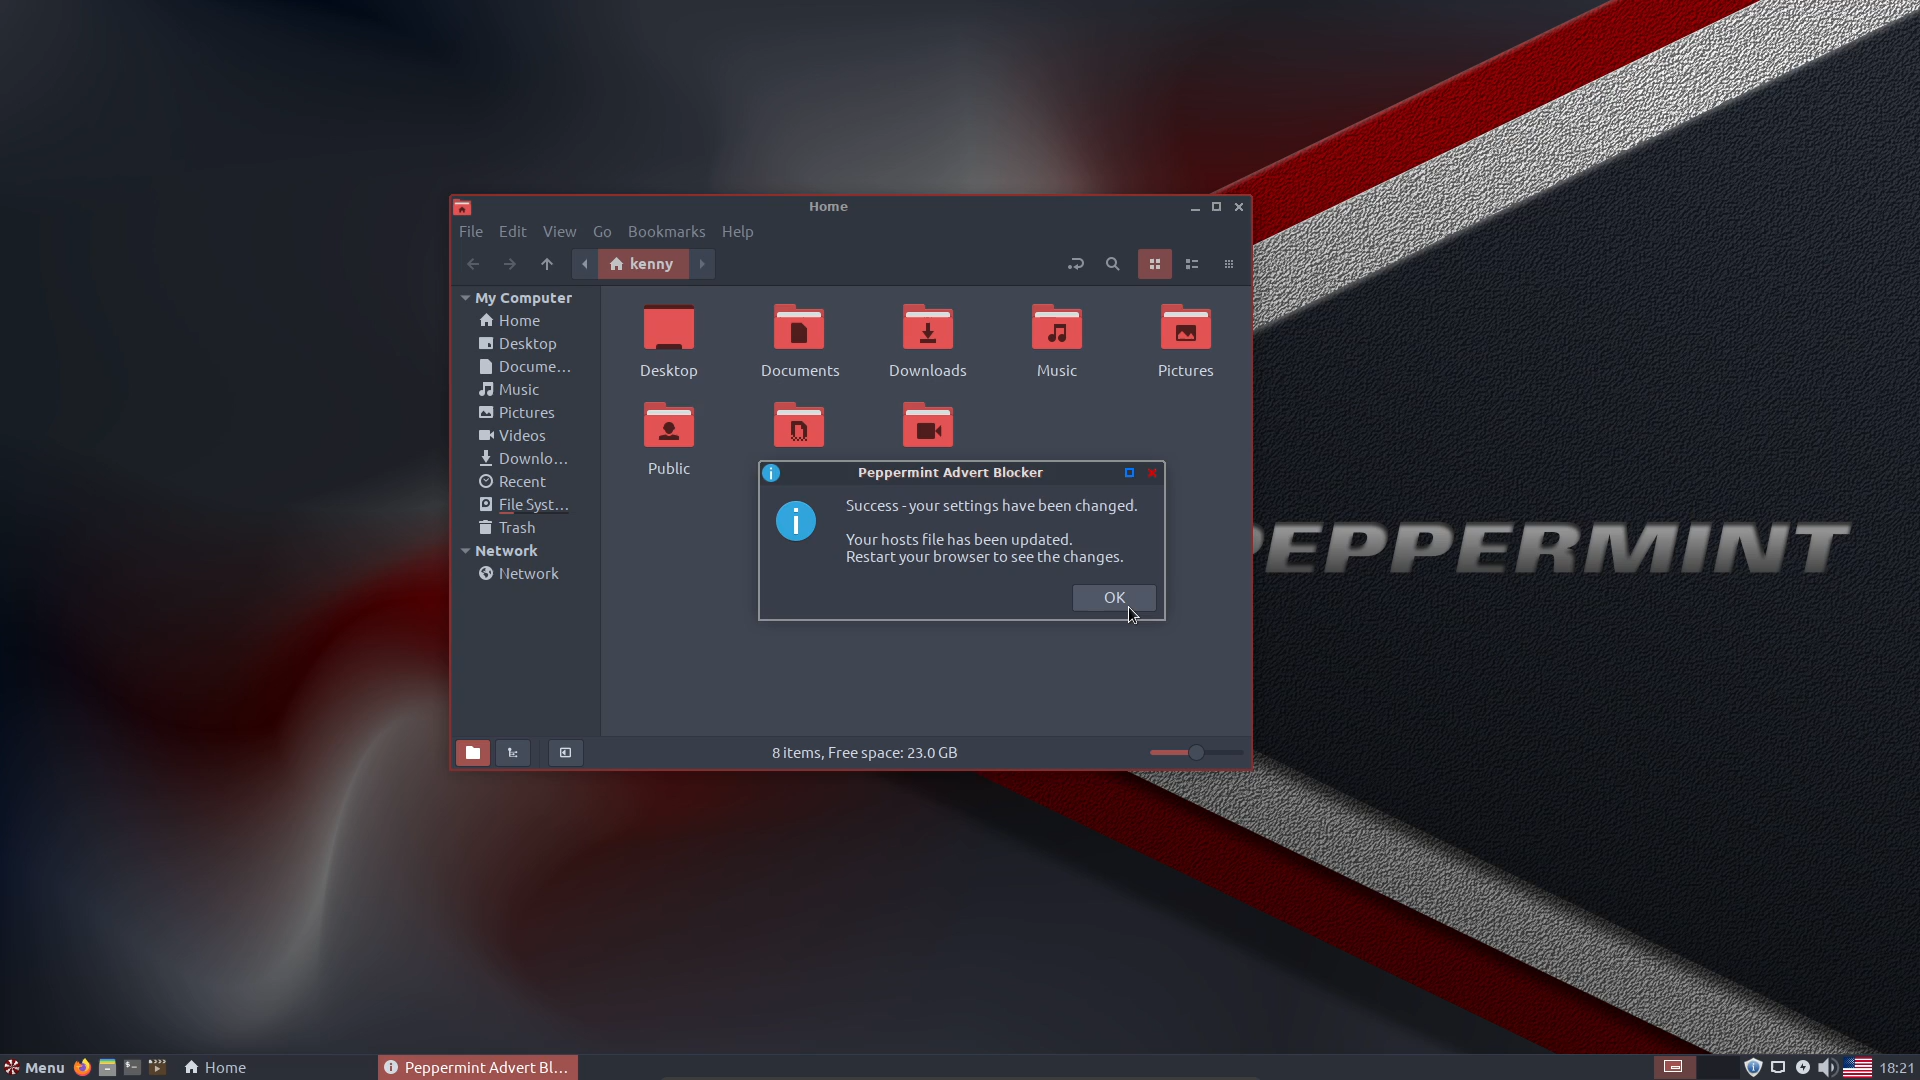 Home
File Edit View Go Bookmarks Help
kenny
My Computer
Home
Desktop
Docume...
Music
Pictures
Videos
Downlo...
Recent
File Syst...
Trash
Network
Network
Desktop Documents Downloads Music Pictures
Public
Peppermint Advert Blocker
Success - your settings have been changed.
Your hosts file has been updated.
Restart your browser to see the changes.
OK
8 items, Free space: 23.0 GB
PEPPERMINT
Menu Home Peppermint Advert Bl... 18:21